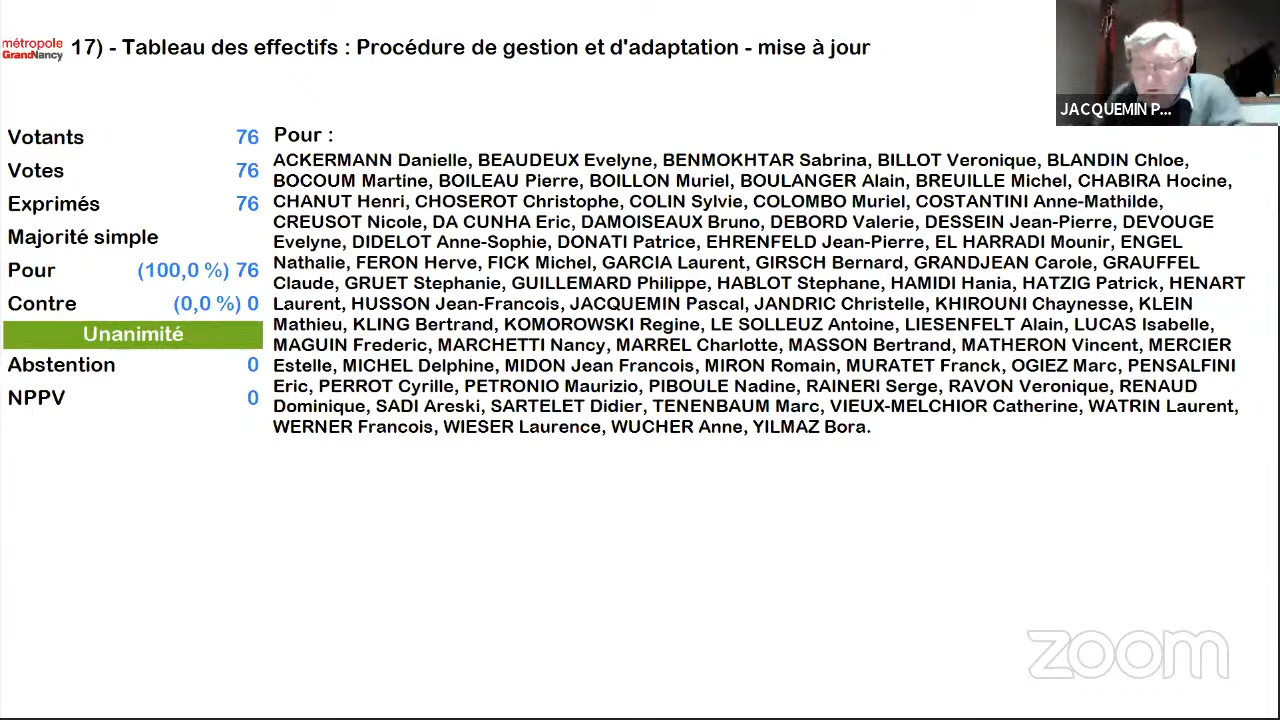 métropole
GrandNancy
17) - Tableau des effectifs : Procédure de gestion et d'adaptation - mise à jour
JACQUEMIN P...
Votants 76
Votes 76
Exprimés 76
Majorité simple
Pour (100,0 %) 76
Contre (0,0 %) 0
Unanimité
Abstention 0
NPPV 0
Pour :
ACKERMANN Danielle, BEAUDEUX Evelyne, BENMOKHTAR Sabrina, BILLOT Veronique, BLANDIN Chloe,
BOCOUM Martine, BOILEAU Pierre, BOILLON Muriel, BOULANGER Alain, BREUILLE Michel, CHABIRA Hocine,
CHANUT Henri, CHOSEROT Christophe, COLIN Sylvie, COLOMBO Muriel, COSTANTINI Anne-Mathilde,
CREUSOT Nicole, DA CUNHA Eric, DAMOISEAUX Bruno, DEBORD Valerie, DESSEIN Jean-Pierre, DEVOUGE
Evelyne, DIDELOT Anne-Sophie, DONATI Patrice, EHRENFELD Jean-Pierre, EL HARRADI Mounir, ENGEL
Nathalie, FERON Herve, FICK Michel, GARCIA Laurent, GIRSCH Bernard, GRANDJEAN Carole, GRAUFFEL
Claude, GRUET Stephanie, GUILLEMARD Philippe, HABLOT Stephane, HAMIDI Hania, HATZIG Patrick, HENART
Laurent, HUSSON Jean-Francois, JACQUEMIN Pascal, JANDRIC Christelle, KHIROUNI Chaynesse, KLEIN
Mathieu, KLING Bertrand, KOMOROWSKI Regine, LE SOLLEUZ Antoine, LIESENFELT Alain, LUCAS Isabelle,
MAGUIN Frederic, MARCHETTI Nancy, MARREL Charlotte, MASSON Bertrand, MATHERON Vincent, MERCIER
Estelle, MICHEL Delphine, MIDON Jean Francois, MIRON Romain, MURATET Franck, OGIEZ Marc, PENSALFINI
Eric, PERROT Cyrille, PETRONIO Maurizio, PIBOULE Nadine, RAINERI Serge, RAVON Veronique, RENAUD
Dominique, SADI Areski, SARTELET Didier, TENENBAUM Marc, VIEUX-MELCHIOR Catherine, WATRIN Laurent,
WERNER Francois, WIESER Laurence, WUCHER Anne, YILMAZ Bora.
zoom